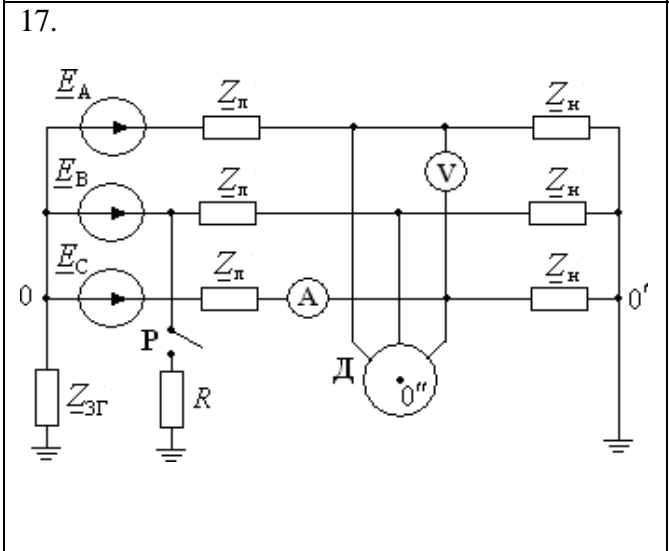 17.
E_A Z_л Z_н
V
E_B Z_л Z_н
E_C Z_л A Z_н
0 0'
Р Д 0"
Z_ЗГ R